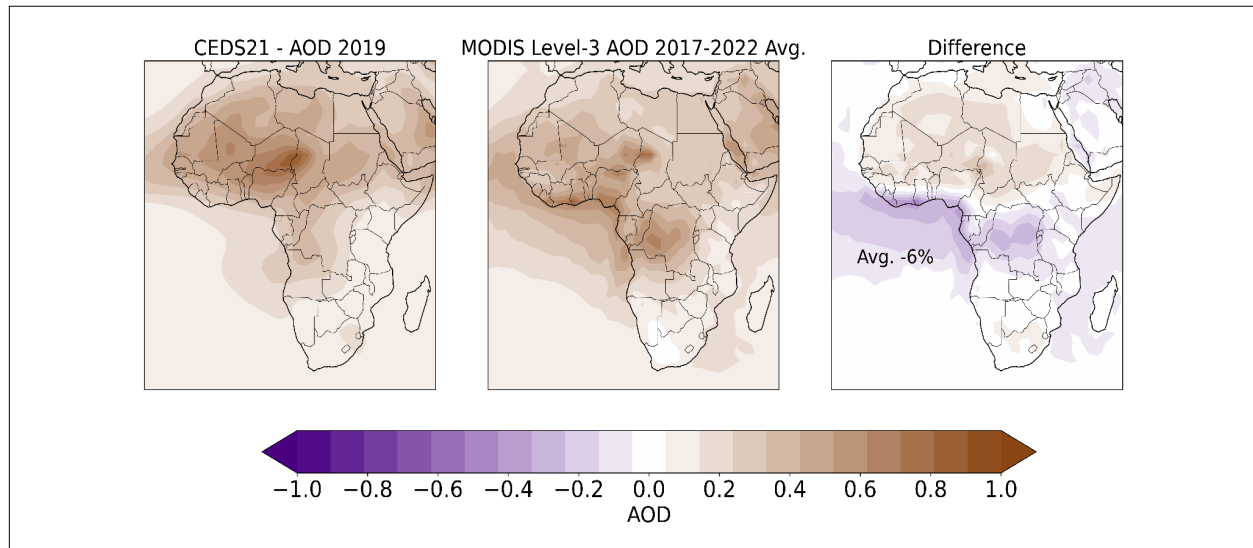 CEDS21 - AOD 2019
MODIS Level-3 AOD 2017-2022 Avg.
Difference
Avg. -6%
−1.0 −0.8 −0.6 −0.4 −0.2 0.0 0.2 0.4 0.6 0.8 1.0
AOD